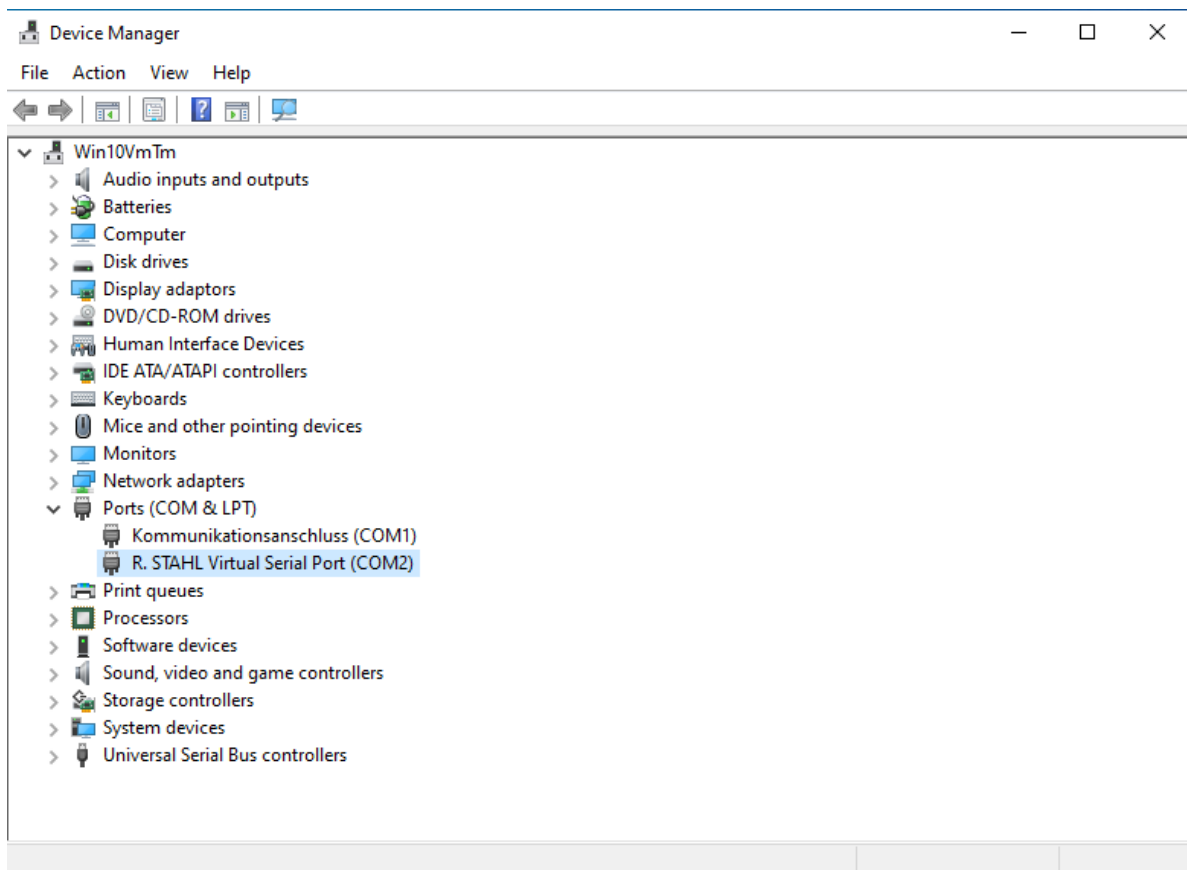 Device Manager
File Action View Help
Win10VmTm
Audio inputs and outputs
Batteries
Computer
Disk drives
Display adaptors
DVD/CD-ROM drives
Human Interface Devices
IDE ATA/ATAPI controllers
Keyboards
Mice and other pointing devices
Monitors
Network adapters
Ports (COM & LPT)
Kommunikationsanschluss (COM1)
R. STAHL Virtual Serial Port (COM2)
Print queues
Processors
Software devices
Sound, video and game controllers
Storage controllers
System devices
Universal Serial Bus controllers